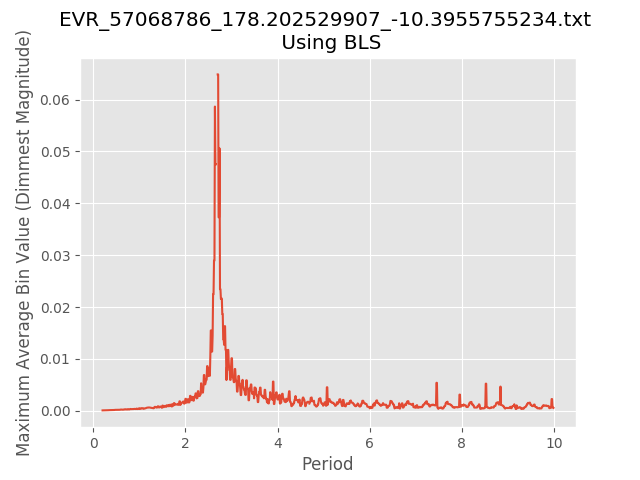 EVR_57068786_178.202529907_-10.3955755234.txt
Using BLS
Maximum Average Bin Value (Dimmest Magnitude)
0.06
0.05
0.04
0.03
0.02
0.01
0.00
0 2 4 6 8 10
Period